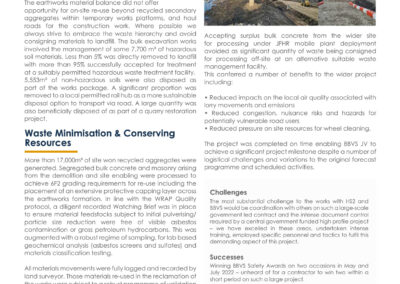 The earthworks material balance did not offer
opportunity for on-site re-use beyond recycled secondary
aggregates within temporary works platforms, and haul
roads for the construction work. Where possible we
always strive to embrace the waste hierarchy and avoid
consigning materials to landfill. The bulk excavation works
involved the management of some 7,700 m³ of hazardous
soil materials. Less than 5% was directly removed to landfill
with more than 95% successfully accepted for treatment
at a suitably permitted hazardous waste treatment facility.
5,553m³ of non-hazardous soils were also disposed as
part of the works package. A significant proportion was
removed to a local permitted rail hub as a more sustainable
disposal option to transport via road. A large quantity was
also beneficially disposed of as part of a quarry restoration
project.
Waste Minimisation & Conserving
Resources
More than 17,000m³ of site won recycled aggregates were
generated. Segregated bulk concrete and masonry arising
from the demolition and site enabling were processed to
achieve 6F2 grading requirements for re-use including the
placement of an extensive protective capping layer across
the earthworks formation. In line with the WRAP Quality
protocol, a diligent recorded Watching Brief was in place
to ensure material feedstocks subject to initial pulverising/
particle size reduction were free of visible asbestos
contamination or gross petroleum hydrocarbons. This was
augmented with a robust regime of sampling, for lab based
geochemical analysis (asbestos screens and sulfates) and
materials classification testing.
All materials movements were fully logged and recorded by
land surveyor. Those materials re-used in the reclamation of
Accepting surplus bulk concrete from the wider site
for processing under JFHR mobile plant deployment
avoided as significant quantity of waste being consigned
for processing off-site at an alternative suitable waste
management facility.
This conferred a number of benefits to the wider project
including:
• Reduced impacts on the local air quality associated with
lorry movements and emissions
• Reduced congestion, nuisance risks and hazards for
potentially vulnerable road users
• Reduced pressure on site resources for wheel cleaning.
The project was completed on time enabling BBVS JV to
achieve a significant project milestone despite a number of
logistical challenges and variations to the original forecast
programme and scheduled activities.
Challenges
The most substantial challenge to the works with HS2 and
BBVS would be coordination with others on such a large-scale
government led contract and the intense document control
required by a central government funded high profile project
– we have excelled in these areas, undertaken intense
training, employed specific personnel and tactics to fulfil this
demanding aspect of this project.
Successes
Winning BBVS Safety Awards on two occasions in May and
July 2022 – unheard of for a contractor to win two within a
short period on such a large project.